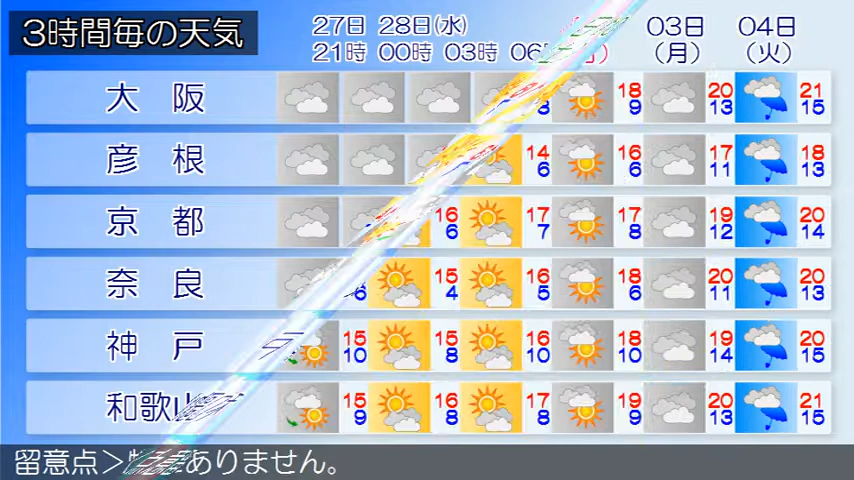 3時間毎の天気
27日 28日(水) 03日 04日
21時 00時 03時 (月) (火)
大阪 8 18 9 20 13 21 15
彦根 14 6 16 6 17 11 18 13
京都 16 6 17 7 17 8 19 12 20 14
奈良 6 15 4 16 5 18 6 20 11 20 13
神戸 15 10 15 8 16 10 18 10 19 14 20 15
和歌山 15 9 16 8 17 8 19 9 20 13 21 15
留意点>ありません。